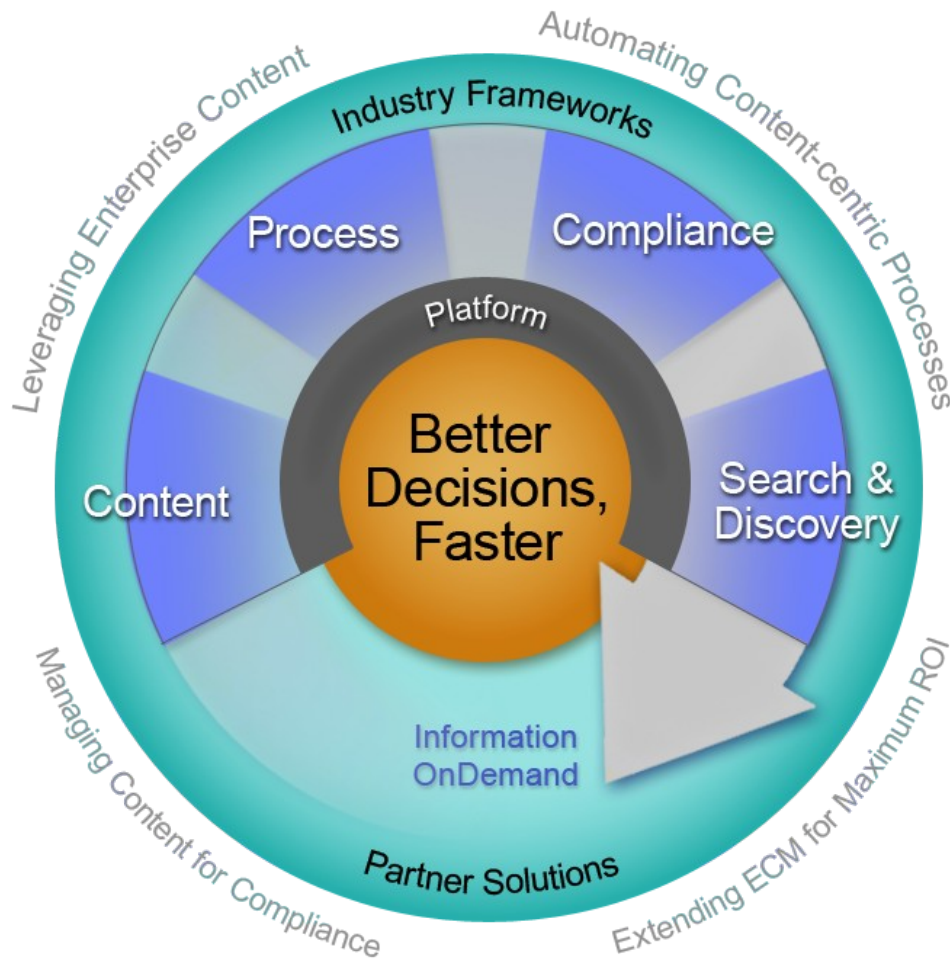 Leveraging Enterprise Content
Automating Content-centric Processes
Industry Frameworks
Process
Compliance
Platform
Better
Decisions,
Faster
Content
Search &
Discovery
Information
OnDemand
Partner Solutions
Managing Content for Compliance
Extending ECM for Maximum ROI